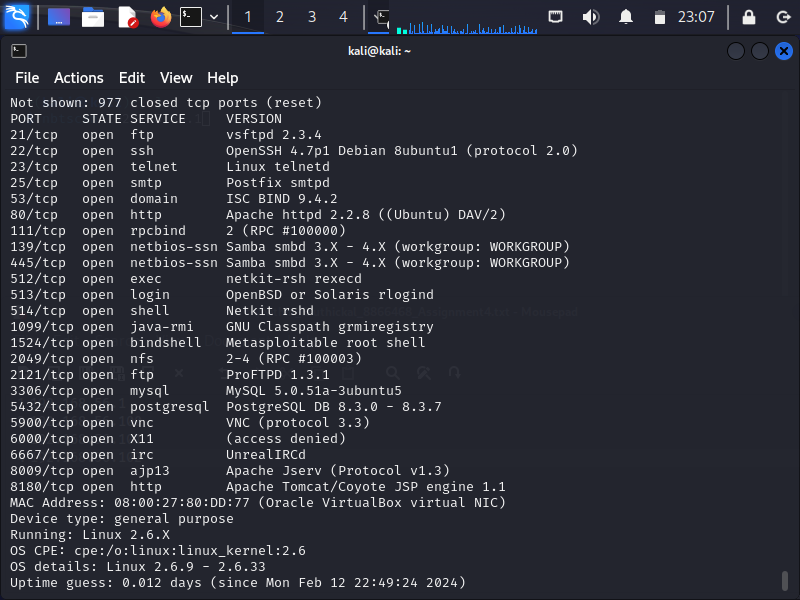 1 2 3 4 23:07
kali@kali: ~
File Actions Edit View Help
Not shown: 977 closed tcp ports (reset)
PORT STATE SERVICE VERSION
21/tcp open ftp vsftpd 2.3.4
22/tcp open ssh OpenSSH 4.7p1 Debian 8ubuntu1 (protocol 2.0)
23/tcp open telnet Linux telnetd
25/tcp open smtp Postfix smtpd
53/tcp open domain ISC BIND 9.4.2
80/tcp open http Apache httpd 2.2.8 ((Ubuntu) DAV/2)
111/tcp open rpcbind 2 (RPC #100000)
139/tcp open netbios-ssn Samba smbd 3.X - 4.X (workgroup: WORKGROUP)
445/tcp open netbios-ssn Samba smbd 3.X - 4.X (workgroup: WORKGROUP)
512/tcp open exec netkit-rsh rexecd
513/tcp open login OpenBSD or Solaris rlogind
514/tcp open shell Netkit rshd
1099/tcp open java-rmi GNU Classpath grmiregistry
1524/tcp open bindshell Metasploitable root shell
2049/tcp open nfs 2-4 (RPC #100003)
2121/tcp open ftp ProFTPD 1.3.1
3306/tcp open mysql MySQL 5.0.51a-3ubuntu5
5432/tcp open postgresql PostgreSQL DB 8.3.0 - 8.3.7
5900/tcp open vnc VNC (protocol 3.3)
6000/tcp open X11 (access denied)
6667/tcp open irc UnrealIRCd
8009/tcp open ajp13 Apache Jserv (Protocol v1.3)
8180/tcp open http Apache Tomcat/Coyote JSP engine 1.1
MAC Address: 08:00:27:80:DD:77 (Oracle VirtualBox virtual NIC)
Device type: general purpose
Running: Linux 2.6.X
OS CPE: cpe:/o:linux:linux_kernel:2.6
OS details: Linux 2.6.9 - 2.6.33
Uptime guess: 0.012 days (since Mon Feb 12 22:49:24 2024)